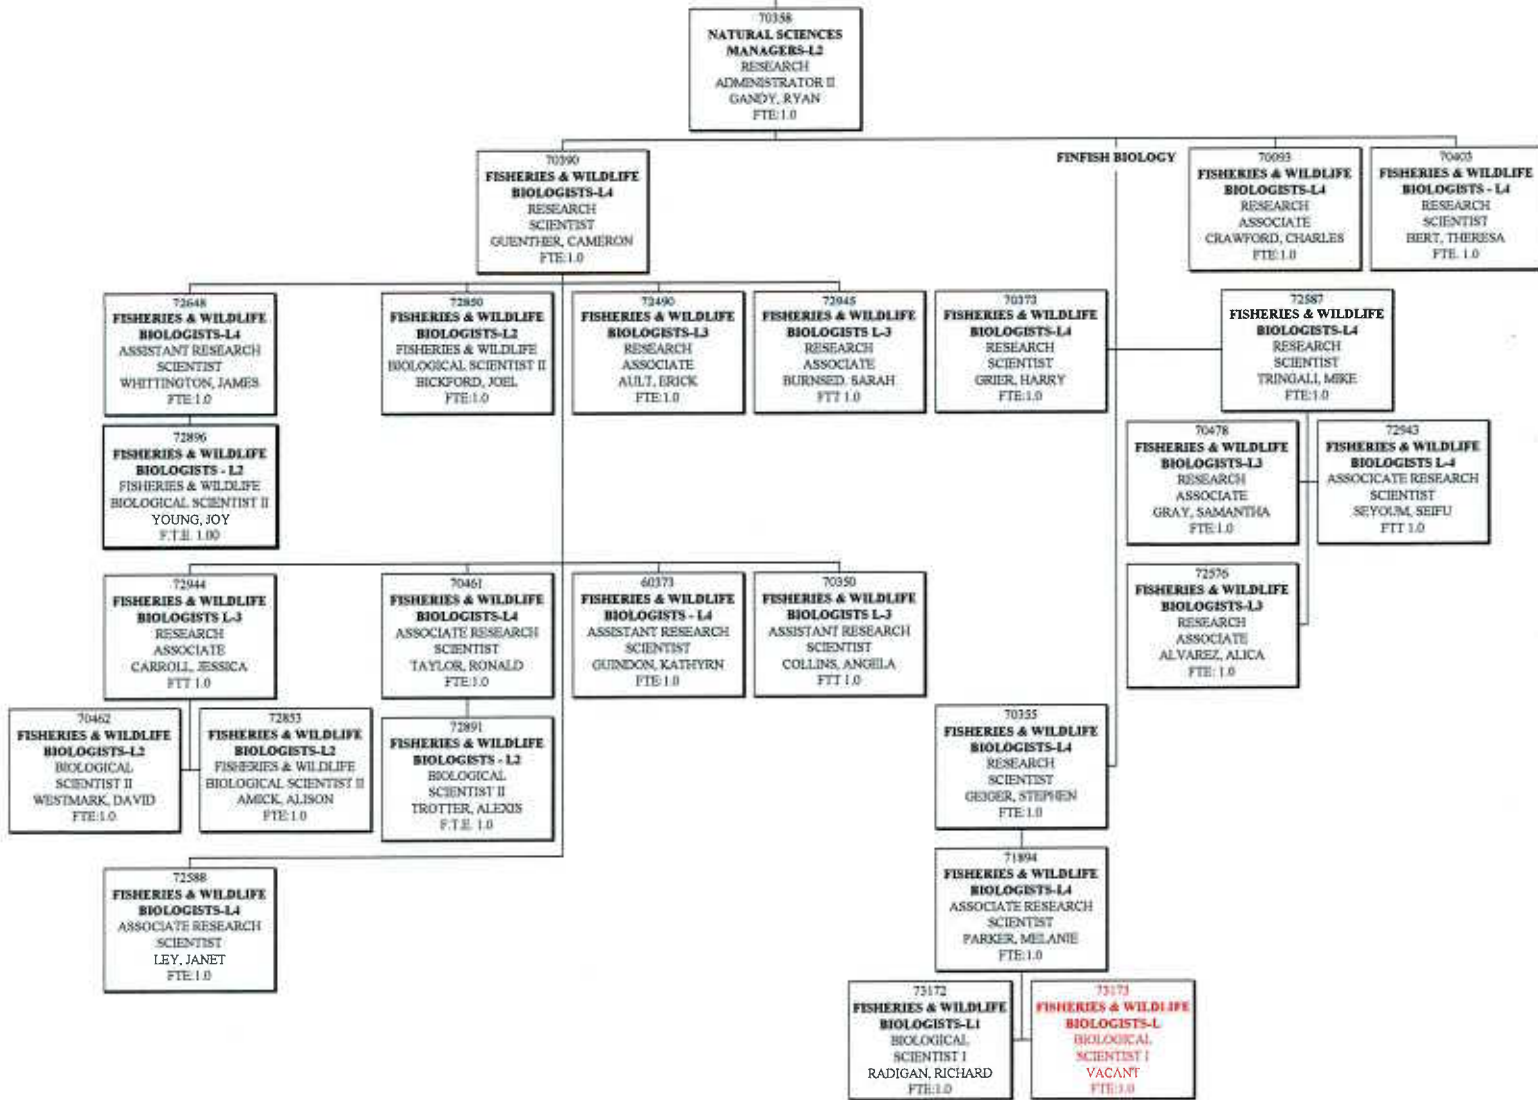 70358
NATURAL SCIENCES
MANAGERS-L2
RESEARCH
ADMINISTRATOR II
GANDY, RYAN
FTE:1.0
70390
FISHERIES & WILDLIFE
BIOLOGISTS-L4
RESEARCH
SCIENTIST
GUENTHER, CAMERON
FTE:1.0
FINFISH BIOLOGY
70093
FISHERIES & WILDLIFE
BIOLOGISTS-L4
RESEARCH
ASSOCIATE
CRAWFORD, CHARLES
FTE:1.0
70403
FISHERIES & WILDLIFE
BIOLOGISTS - L4
RESEARCH
SCIENTIST
BERT, THERESA
FTE. 1.0
72648
FISHERIES & WILDLIFE
BIOLOGISTS-L4
ASSISTANT RESEARCH
SCIENTIST
WHITTINGTON, JAMES
FTE:1.0
72850
FISHERIES & WILDLIFE
BIOLOGISTS-L2
FISHERIES & WILDLIFE
BIOLOGICAL SCIENTIST II
BICKFORD, JOEL
FTE:1.0
72490
FISHERIES & WILDLIFE
BIOLOGISTS-L3
RESEARCH
ASSOCIATE
AULT, ERICK
FTE:1.0
72945
FISHERIES & WILDLIFE
BIOLOGISTS L-3
RESEARCH
ASSOCIATE
BURNSED, SARAH
FTT 1.0
70373
FISHERIES & WILDLIFE
BIOLOGISTS-L4
RESEARCH
SCIENTIST
GRIER, HARRY
FTE:1.0
72587
FISHERIES & WILDLIFE
BIOLOGISTS-L4
RESEARCH
SCIENTIST
TRINGALI, MIKE
FTE:1.0
72896
FISHERIES & WILDLIFE
BIOLOGISTS - L2
FISHERIES & WILDLIFE
BIOLOGICAL SCIENTIST II
YOUNG, JOY
F.T.E. 1.00
70478
FISHERIES & WILDLIFE
BIOLOGISTS-L3
RESEARCH
ASSOCIATE
GRAY, SAMANTHA
FTE:1.0
72943
FISHERIES & WILDLIFE
BIOLOGISTS L-4
ASSOCICATE RESEARCH
SCIENTIST
SEYOUM, SEIFU
FTT 1.0
72944
FISHERIES & WILDLIFE
BIOLOGISTS L-3
RESEARCH
ASSOCIATE
CARROLL, JESSICA
FTT 1.0
70461
FISHERIES & WILDLIFE
BIOLOGISTS-L4
ASSOCIATE RESEARCH
SCIENTIST
TAYLOR, RONALD
FTE:1.0
60373
FISHERIES & WILDLIFE
BIOLOGISTS - L4
ASSISTANT RESEARCH
SCIENTIST
GUINDON, KATHYRN
FTE:1.0
70350
FISHERIES & WILDLIFE
BIOLOGISTS L-3
ASSISTANT RESEARCH
SCIENTIST
COLLINS, ANGELA
FTT 1.0
72576
FISHERIES & WILDLIFE
BIOLOGISTS-L3
RESEARCH
ASSOCIATE
ALVAREZ, ALICA
FTE: 1.0
70462
FISHERIES & WILDLIFE
BIOLOGISTS-L2
BIOLOGICAL
SCIENTIST II
WESTMARK, DAVID
FTE:1.0
72853
FISHERIES & WILDLIFE
BIOLOGISTS-L2
FISHERIES & WILDLIFE
BIOLOGICAL SCIENTIST II
AMICK, ALISON
FTE:1.0
72891
FISHERIES & WILDLIFE
BIOLOGISTS - L2
BIOLOGICAL
SCIENTIST II
TROTTER, ALEXIS
F.T.E. 1.0
70355
FISHERIES & WILDLIFE
BIOLOGISTS-L4
RESEARCH
SCIENTIST
GEIGER, STEPHEN
FTE:1.0
72588
FISHERIES & WILDLIFE
BIOLOGISTS-L4
ASSOCIATE RESEARCH
SCIENTIST
LEY, JANET
FTE:1.0
71894
FISHERIES & WILDLIFE
BIOLOGISTS-L4
ASSOCIATE RESEARCH
SCIENTIST
PARKER, MELANIE
FTE:1.0
73172
FISHERIES & WILDLIFE
BIOLOGISTS-L1
BIOLOGICAL
SCIENTIST I
RADIGAN, RICHARD
FTE:1.0
73173
FISHERIES & WILDLIFE
BIOLOGISTS-L
BIOLOGICAL
SCIENTIST I
VACANT
FTE:1.0